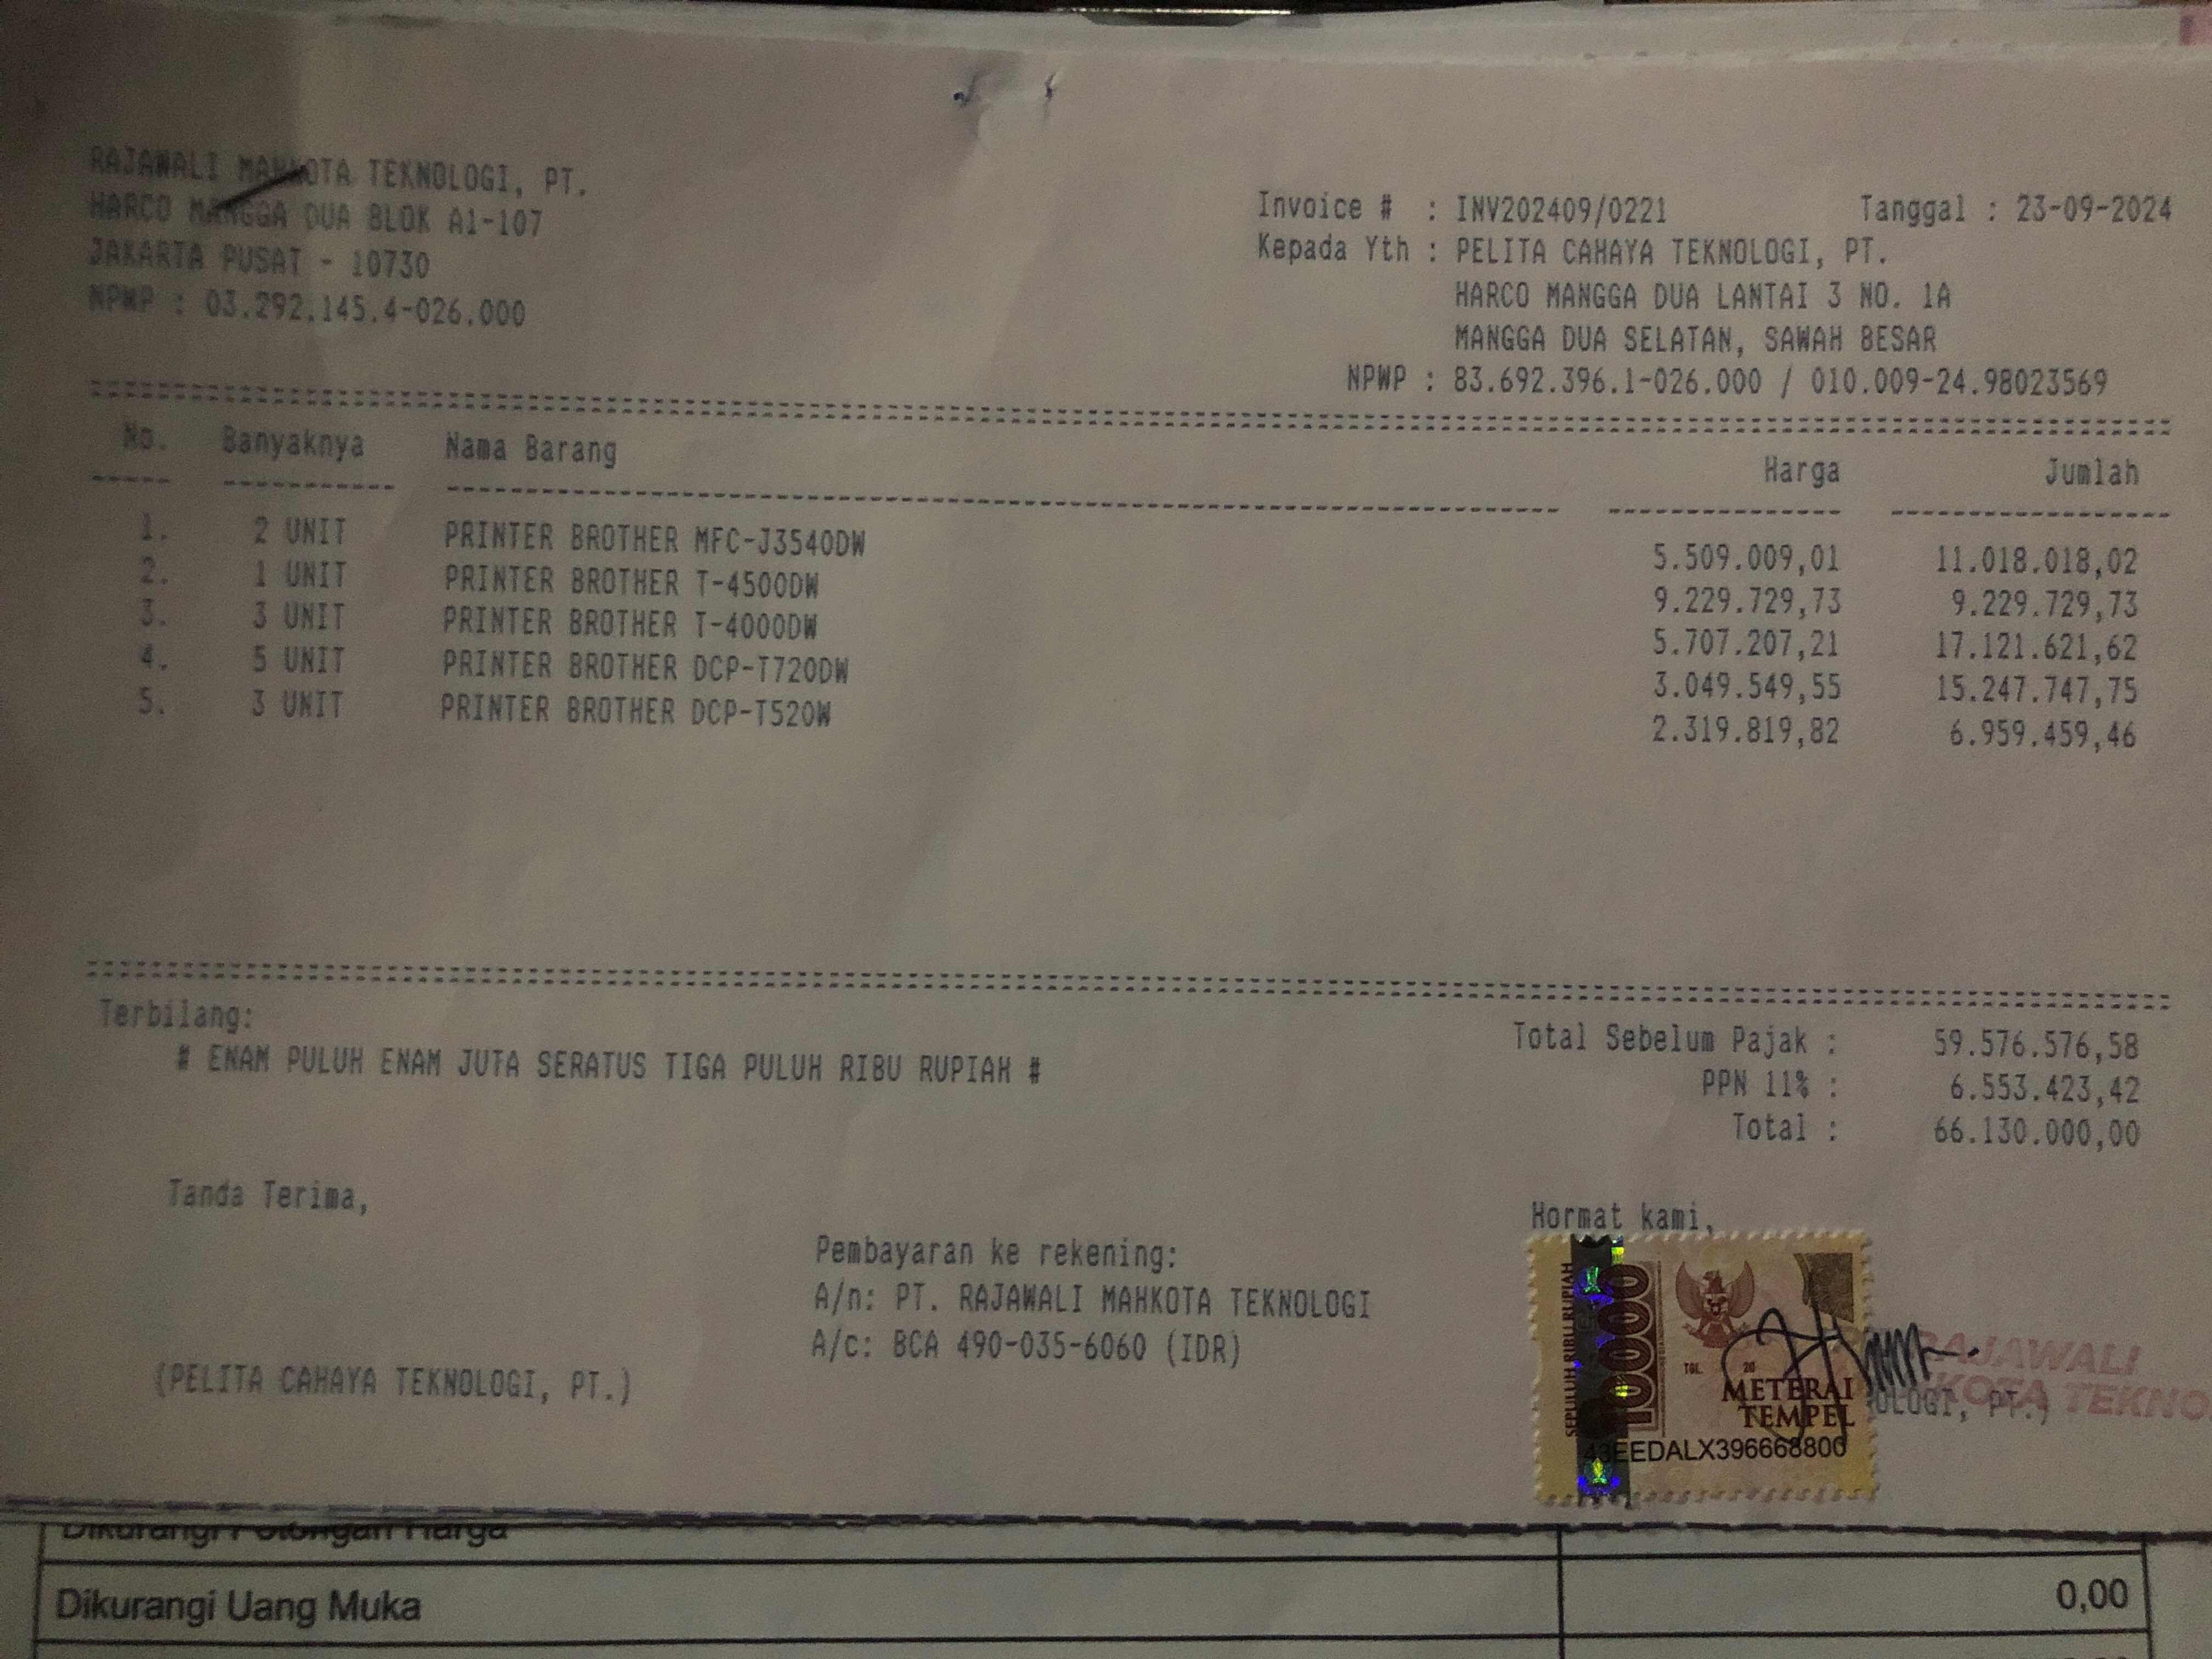 RAJAWALI MAHKOTA TEKNOLOGI, PT.
HARCO MANGGA DUA BLOK A1-107
JAKARTA PUSAT - 10730
NPWP : 03.292.145.4-026.000
Invoice # : INV202409/0221 Tanggal : 23-09-2024
Kepada Yth : PELITA CAHAYA TEKNOLOGI, PT.
HARCO MANGGA DUA LANTAI 3 NO. 1A
MANGGA DUA SELATAN, SAWAH BESAR
NPWP : 83.692.396.1-026.000 / 010.009-24.98023569
No. Banyaknya Nama Barang Harga Jumlah
1. 2 UNIT PRINTER BROTHER MFC-J3540DW 5.509.009,01 11.018.018,02
2. 1 UNIT PRINTER BROTHER T-4500DW 9.229.729,73 9.229.729,73
3. 3 UNIT PRINTER BROTHER T-4000DW 5.707.207,21 17.121.621,62
4. 5 UNIT PRINTER BROTHER DCP-T720DW 3.049.549,55 15.247.747,75
5. 3 UNIT PRINTER BROTHER DCP-T520W 2.319.819,82 6.959.459,46
Terbilang:
# ENAM PULUH ENAM JUTA SERATUS TIGA PULUH RIBU RUPIAH #
Total Sebelum Pajak : 59.576.576,58
PPN 11% : 6.553.423,42
Total : 66.130.000,00
Tanda Terima,
(PELITA CAHAYA TEKNOLOGI, PT.)
Pembayaran ke rekening:
A/n: PT. RAJAWALI MAHKOTA TEKNOLOGI
A/c: BCA 490-035-6060 (IDR)
Hormat kami,
SEPULUH RIBU RUPIAH
10000
TGL. 20
METERAI
TEMPEL
43EEDALX396668800
RAJAWALI
KOTA TEKNO
OLOGI, PT.)
Dikurangi Potongan Harga
Dikurangi Uang Muka 0,00